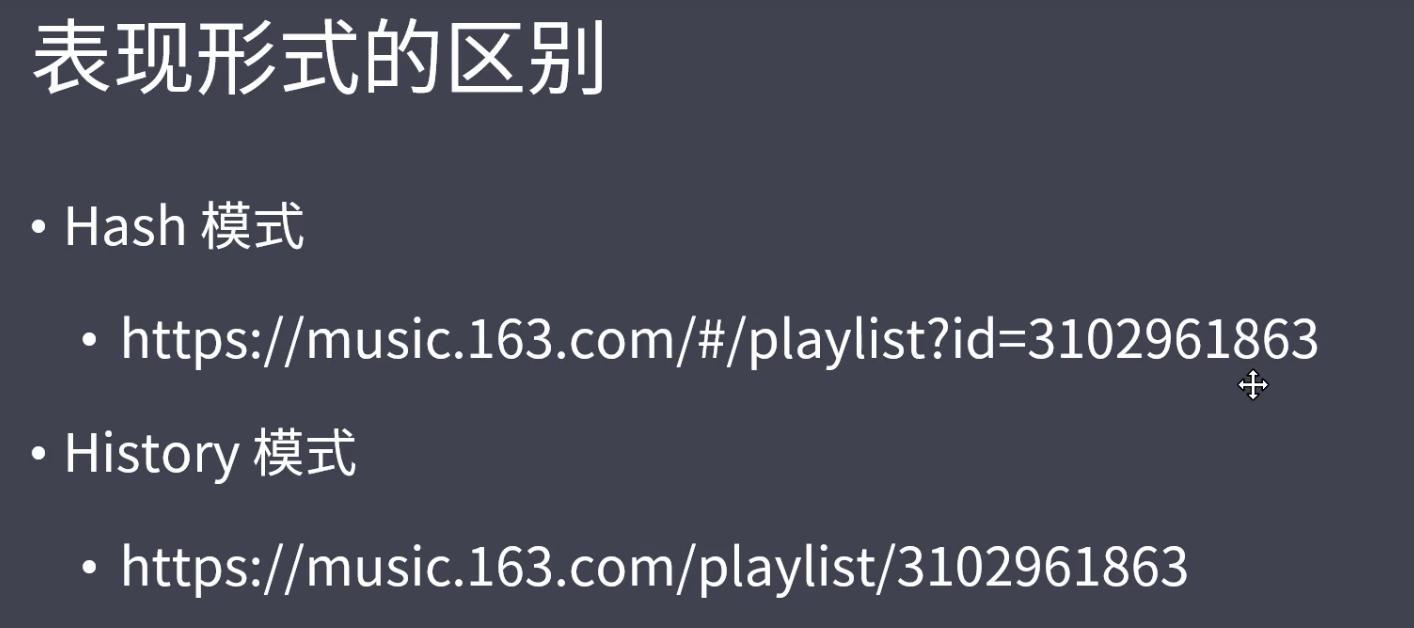 表现形式的区别
• Hash 模式
• https://music.163.com/#/playlist?id=3102961863
• History 模式
• https://music.163.com/playlist/3102961863